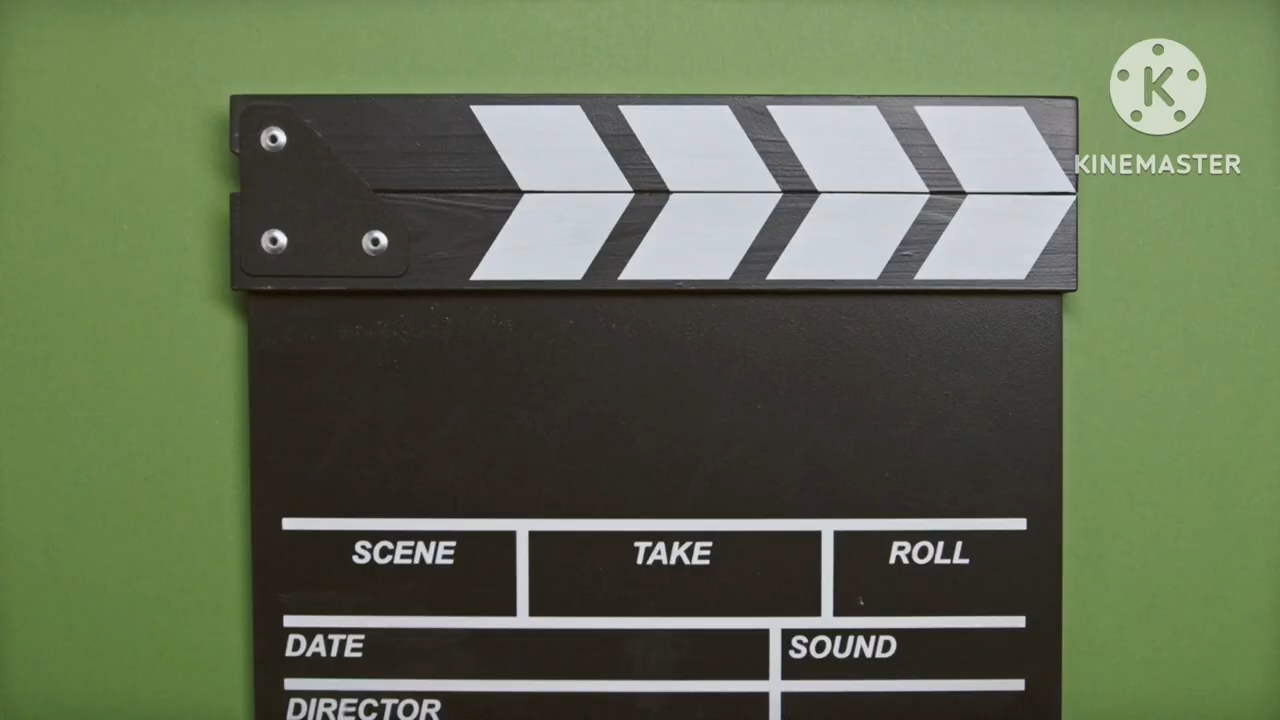 K
KINEMASTER
SCENE TAKE ROLL
DATE SOUND
DIRECTOR